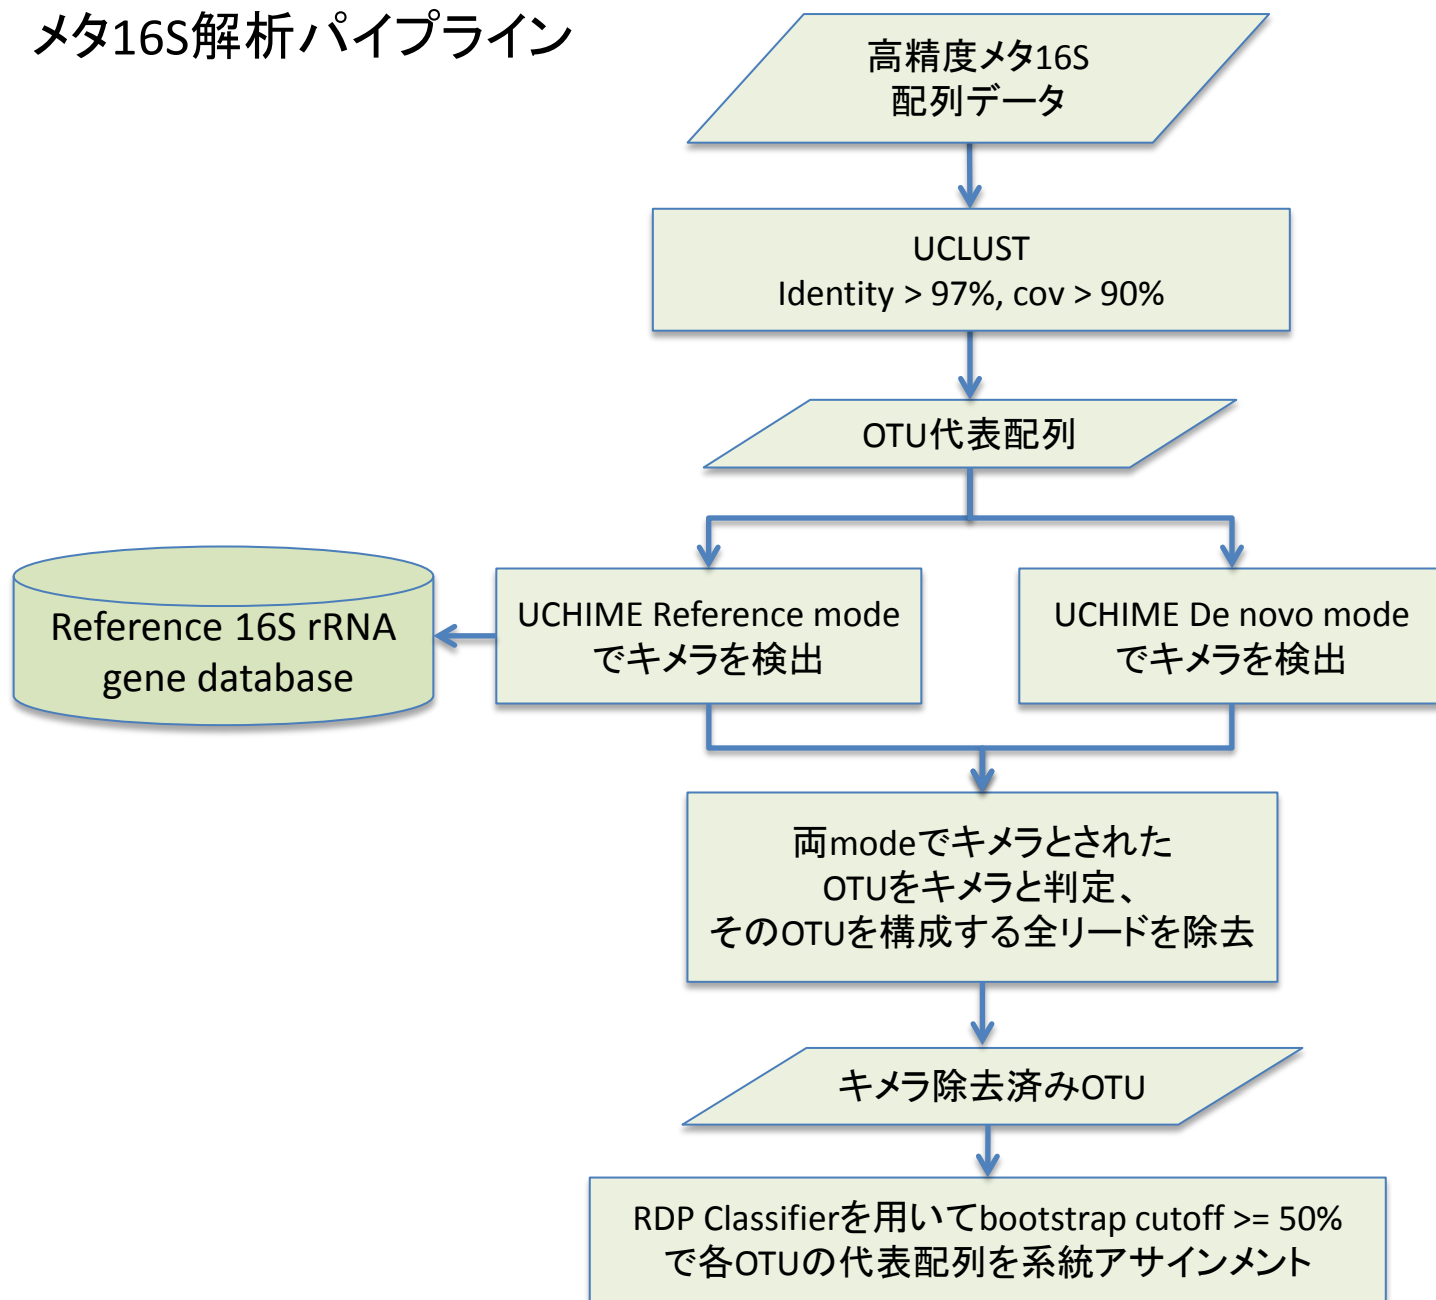 メタ16S解析パイプライン
高精度メタ16S
配列データ
UCLUST
Identity > 97%, cov > 90%
OTU代表配列
Reference 16S rRNA
gene database
UCHIME Reference mode
でキメラを検出
UCHIME De novo mode
でキメラを検出
両modeでキメラとされた
OTUをキメラと判定、
そのOTUを構成する全リードを除去
キメラ除去済みOTU
RDP Classifierを用いてbootstrap cutoff >= 50%
で各OTUの代表配列を系統アサインメント